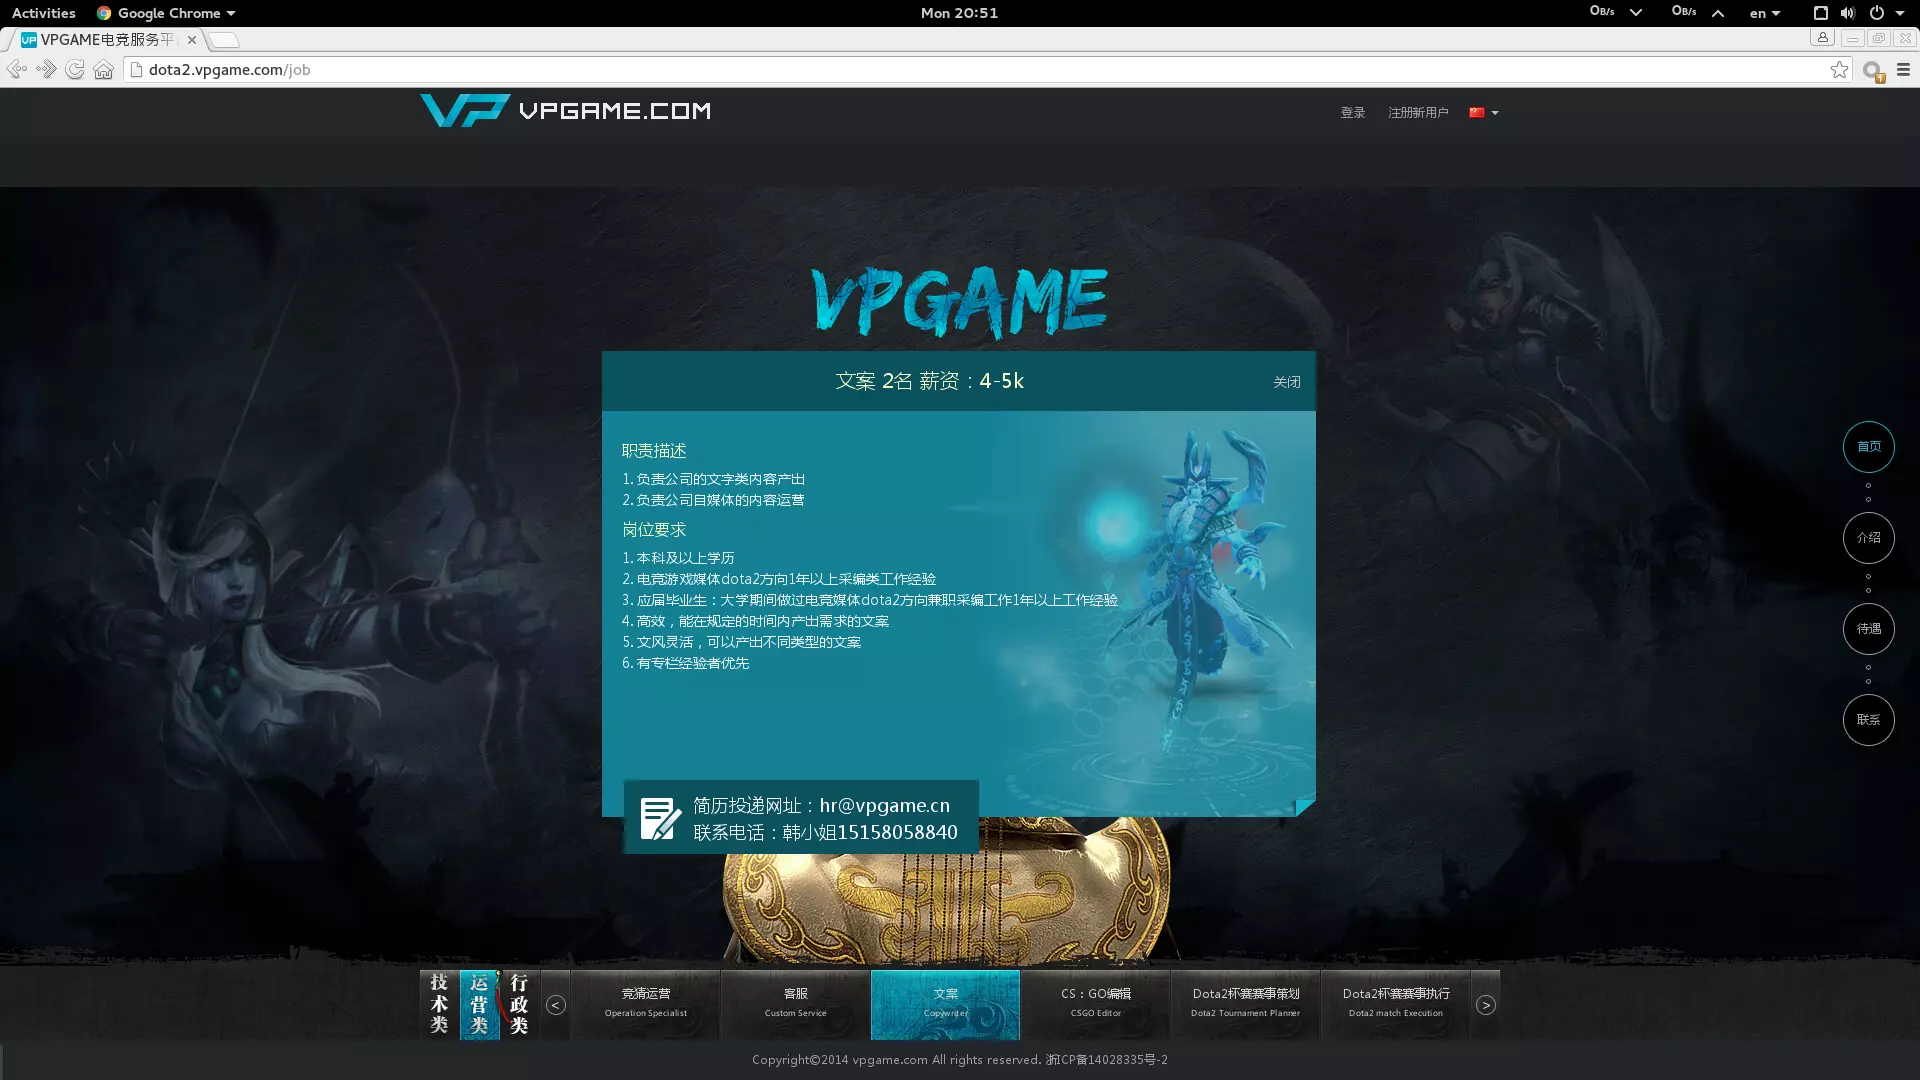 Activities
Google Chrome
Mon 20:51
0B/s
0B/s
en
VPGAME电竞服务平
dota2.vpgame.com/job
VP VPGAME.COM
登录
注册新用户
VPGAME
文案 2名 薪资：4-5k
关闭
职责描述
1. 负责公司的文字类内容产出
2. 负责公司自媒体的内容运营
岗位要求
1. 本科及以上学历
2. 电竞游戏媒体dota2方向1年以上采编类工作经验
3. 应届毕业生：大学期间做过电竞媒体dota2方向兼职采编工作1年以上工作经验
4. 高效，能在规定的时间内产出需求的文案
5. 文风灵活，可以产出不同类型的文案
6. 有专栏经验者优先
简历投递网址：hr@vpgame.cn
联系电话：韩小姐15158058840
首页
介绍
待遇
联系
技术类
运营类
行政类
<
竞猜运营
Operation Specialist
客服
Custom Service
文案
Copywriter
CS：GO编辑
CSGO Editor
Dota2杯赛赛事策划
Dota2 Tournament Planner
Dota2杯赛赛事执行
Dota2 match Execution
>
Copyright©2014 vpgame.com All rights reserved. 浙ICP备14028335号-2